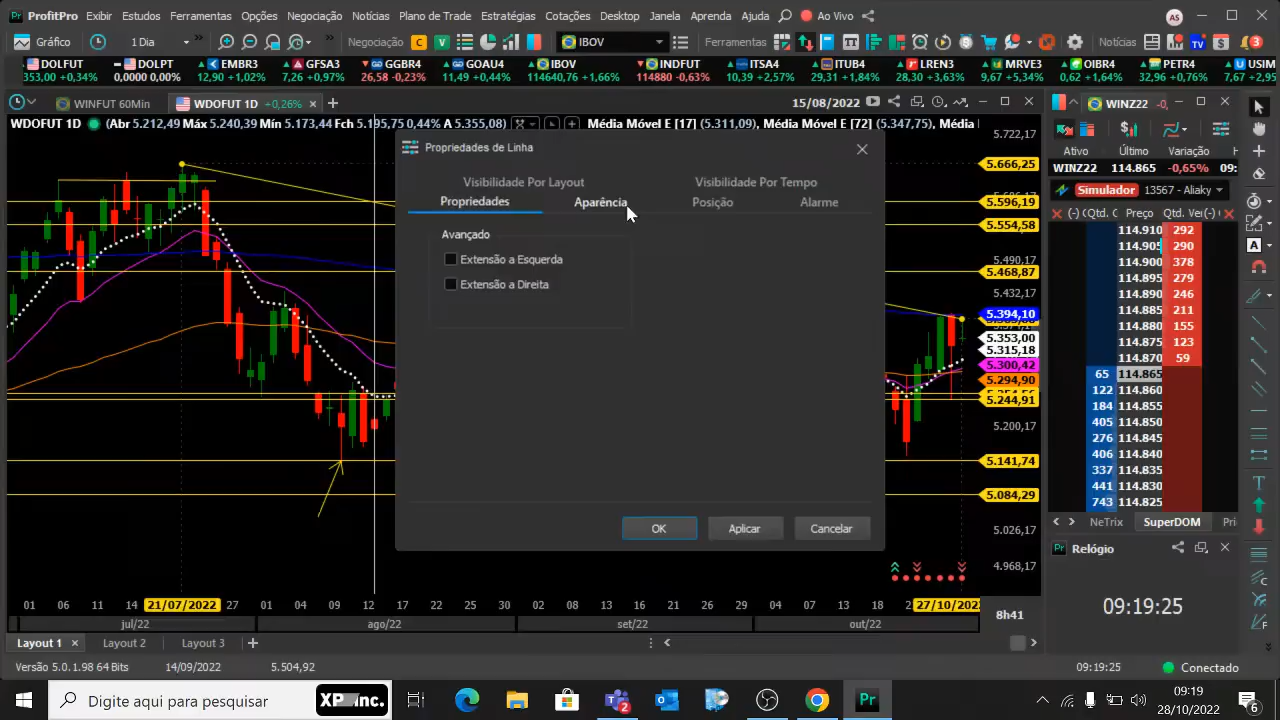 ProfitPro Exibir Estudos Ferramentas Opções Negociação Notícias Plano de Trade Estratégias Cotações Desktop Janela Aprenda Ajuda Ao Vivo AS
Gráfico 1 Dia Negociação C V IBOV Ferramentas Notícias TV 3
DOLFUT DOLPT EMBR3 GFSA3 GGBR4 GOAU4 IBOV INDFUT ITSA4 ITUB4 LREN3 MRVE3 OIBR4 PETR4 USIM
353,00 +0,34% 0,0000 0,00% 12,90 +1,02% 7,26 +0,97% 26,58 -0,23% 11,49 +0,44% 114640,76 +1,66% 114880 -0,63% 10,39 +2,57% 29,31 +1,84% 28,30 +3,63% 9,67 +5,34% 0,62 +1,64% 32,96 +0,76% 7,67 +2,95
WINFUT 60Min WDOFUT 1D +0,26% 15/08/2022 WINZ22 -0,
WDOFUT 1D (Abr 5.212,49 Máx 5.240,39 Mín 5.173,44 Fch 5.195,75 0,44% A 5.355,08) Média Móvel E [17] (5.311,09), Média Móvel E [72] (5.347,75), Média
Propriedades de Linha
Visibilidade Por Layout Visibilidade Por Tempo
Propriedades Aparência Posição Alarme
Avançado
Extensão a Esquerda
Extensão a Direita
OK Aplicar Cancelar
5.722,17
5.666,25
5.596,19
5.554,58
5.490,17
5.468,87
5.432,17
5.394,10
5.353,00
5.315,18
5.300,42
5.294,90
5.244,91
5.200,17
5.141,74
5.084,29
5.026,17
4.968,17
Ativo Último Variação
WINZ22 114.865 -0,65% 09:
Simulador 13567 - Aliaky
(-) Qtd. C Preço Qtd. Ver (-)
114.910 292
114.905 290
114.900 378
114.895 279
114.890 246
114.885 211
114.880 155
114.875 123
114.870 59
65 114.865
122 114.860
184 114.855
405 114.850
276 114.845
406 114.840
337 114.835
441 114.830
743 114.825
NeTrix SuperDOM Pri
Relógio
09:19:25
01 06 11 14 21/07/2022 27 01 04 09 12 17 22 25 30 02 08 13 16 21 26 29 04 07 13 18 27/10/2022 8h41
jul/22 ago/22 set/22 out/22
Layout 1 Layout 2 Layout 3
Versão 5.0.1.98 64 Bits 14/09/2022 5.504,92 09:19:25 Conectado
Digite aqui para pesquisar XP inc. 2 Pr 09:19
28/10/2022 6